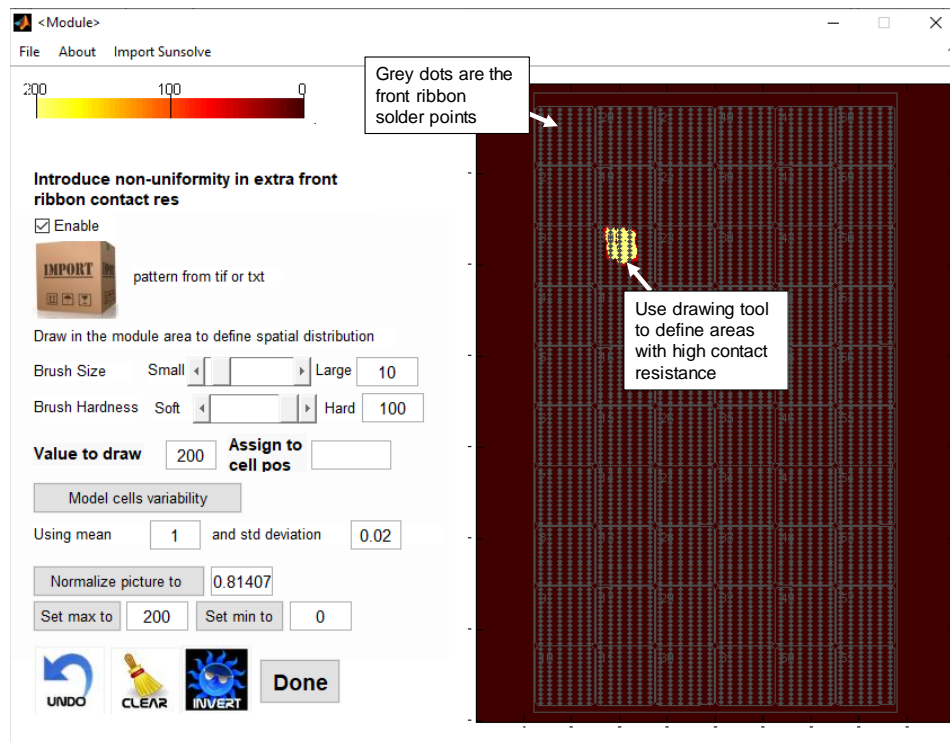 <Module>
File About Import Sunsolve
200 100 0
Grey dots are the
front ribbon
solder points
Introduce non-uniformity in extra front
ribbon contact res
Enable
IMPORT
pattern from tif or txt
Use drawing tool
to define areas
with high contact
resistance
Draw in the module area to define spatial distribution
Brush Size Small Large 10
Brush Hardness Soft Hard 100
Value to draw 200 Assign to
cell pos
Model cells variability
Using mean 1 and std deviation 0.02
Normalize picture to 0.81407
Set max to 200 Set min to 0
UNDO CLEAR INVERT Done